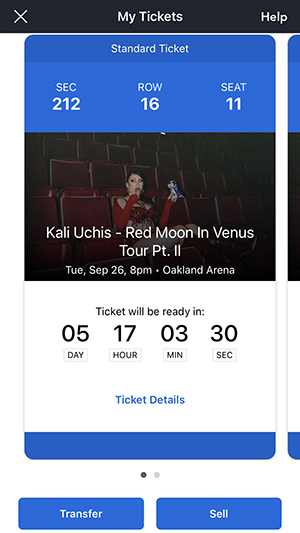 My Tickets
Help
Standard Ticket
SEC ROW SEAT
212 16 11
Kali Uchis - Red Moon In Venus
Tour Pt. II
Tue, Sep 26, 8pm • Oakland Arena
Ticket will be ready in:
05 17 03 30
DAY HOUR MIN SEC
Ticket Details
Transfer
Sell